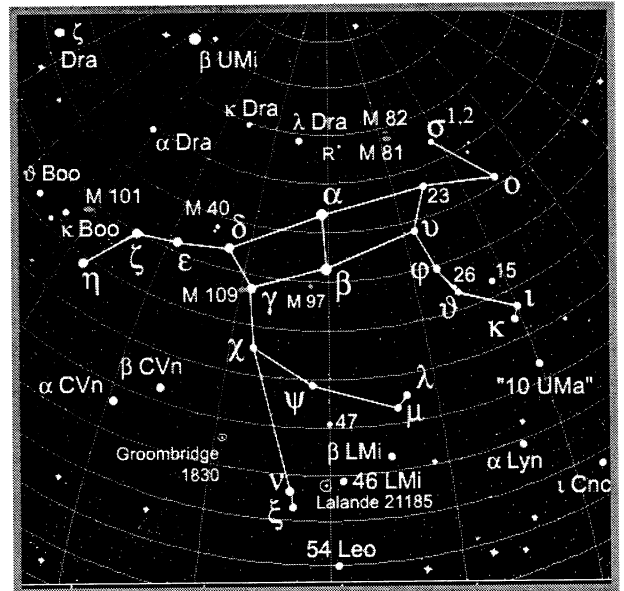 ζ
Dra
β UMi
κ Dra
λ Dra
M 82
σ1,2
α Dra
R
M 81
ϑ Boo
M 101
α
23
ο
M 40
δ
υ
κ Boo
ζ
ε
η
β
φ
26
15
M 109
γ
M 97
ϑ
ι
κ
χ
β CVn
"10 UMa"
α CVn
ψ
λ
μ
47
Groombridge
1830
β LMi
α Lyn
ν
46 LMi
ι Cnc
ξ
Lalande 21185
54 Leo